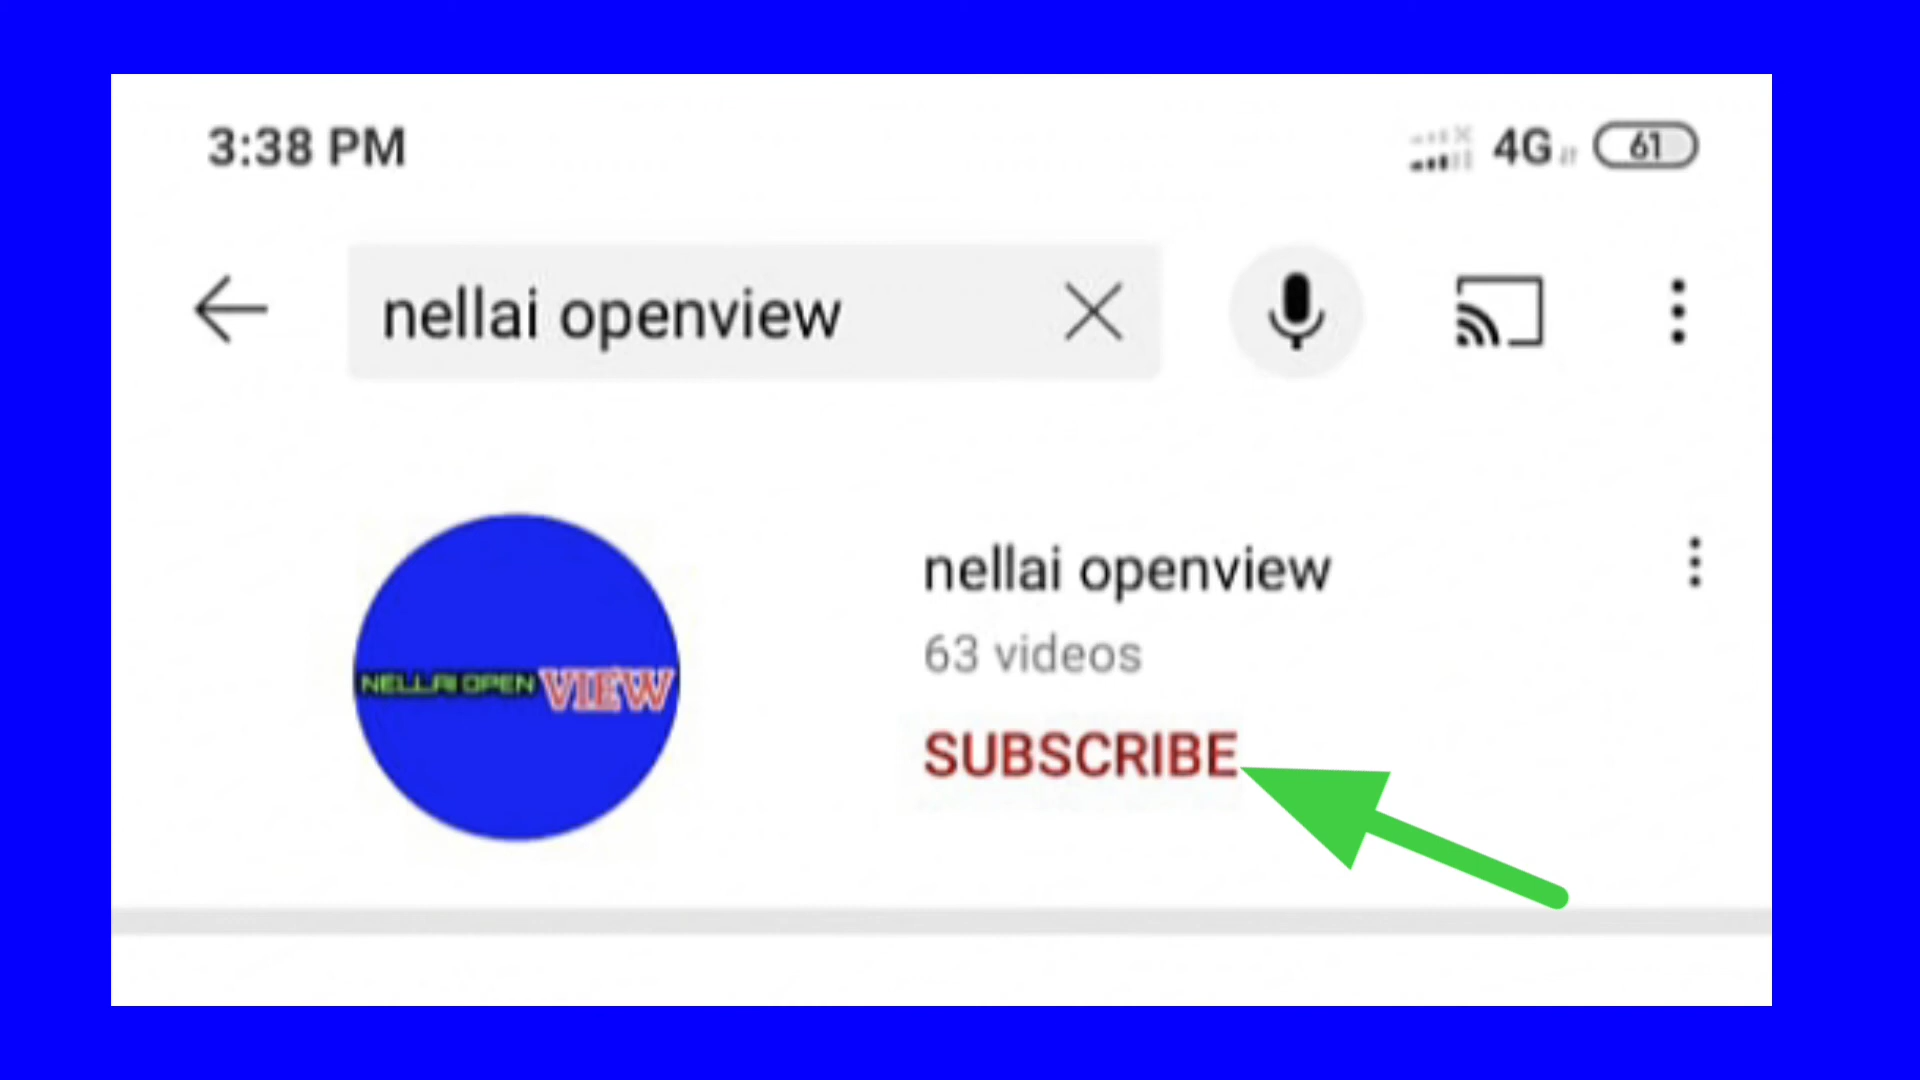 3:38 PM 4G 61
nellai openview
nellai openview
63 videos
NELLAI OPEN VIEW
SUBSCRIBE